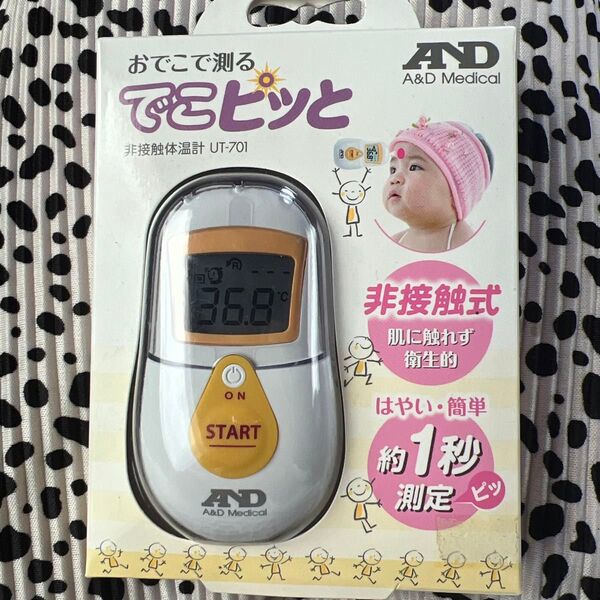 おでこで測る
でこピッと
非接触体温計 UT-701
AND
A&D Medical
36.8 °C
ON
START
AND
A&D Medical
非接触式
肌に触れず
衛生的
はやい・簡単
約1秒
測定
ピッ